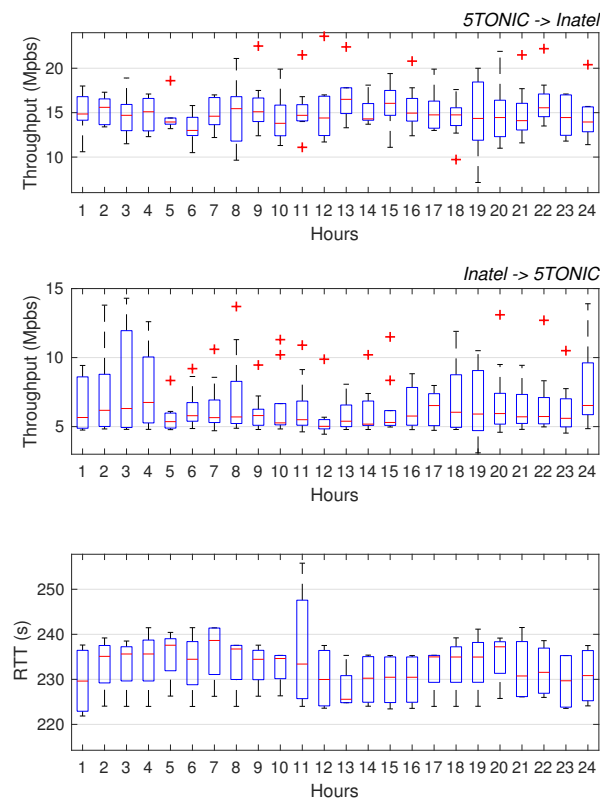 5TONIC -> Inatel
Throughput (Mpbs)
20
15
10
1 2 3 4 5 6 7 8 9 10 11 12 13 14 15 16 17 18 19 20 21 22 23 24
Hours
Inatel -> 5TONIC
Throughput (Mpbs)
15
10
5
1 2 3 4 5 6 7 8 9 10 11 12 13 14 15 16 17 18 19 20 21 22 23 24
Hours
RTT (s)
250
240
230
220
1 2 3 4 5 6 7 8 9 10 11 12 13 14 15 16 17 18 19 20 21 22 23 24
Hours